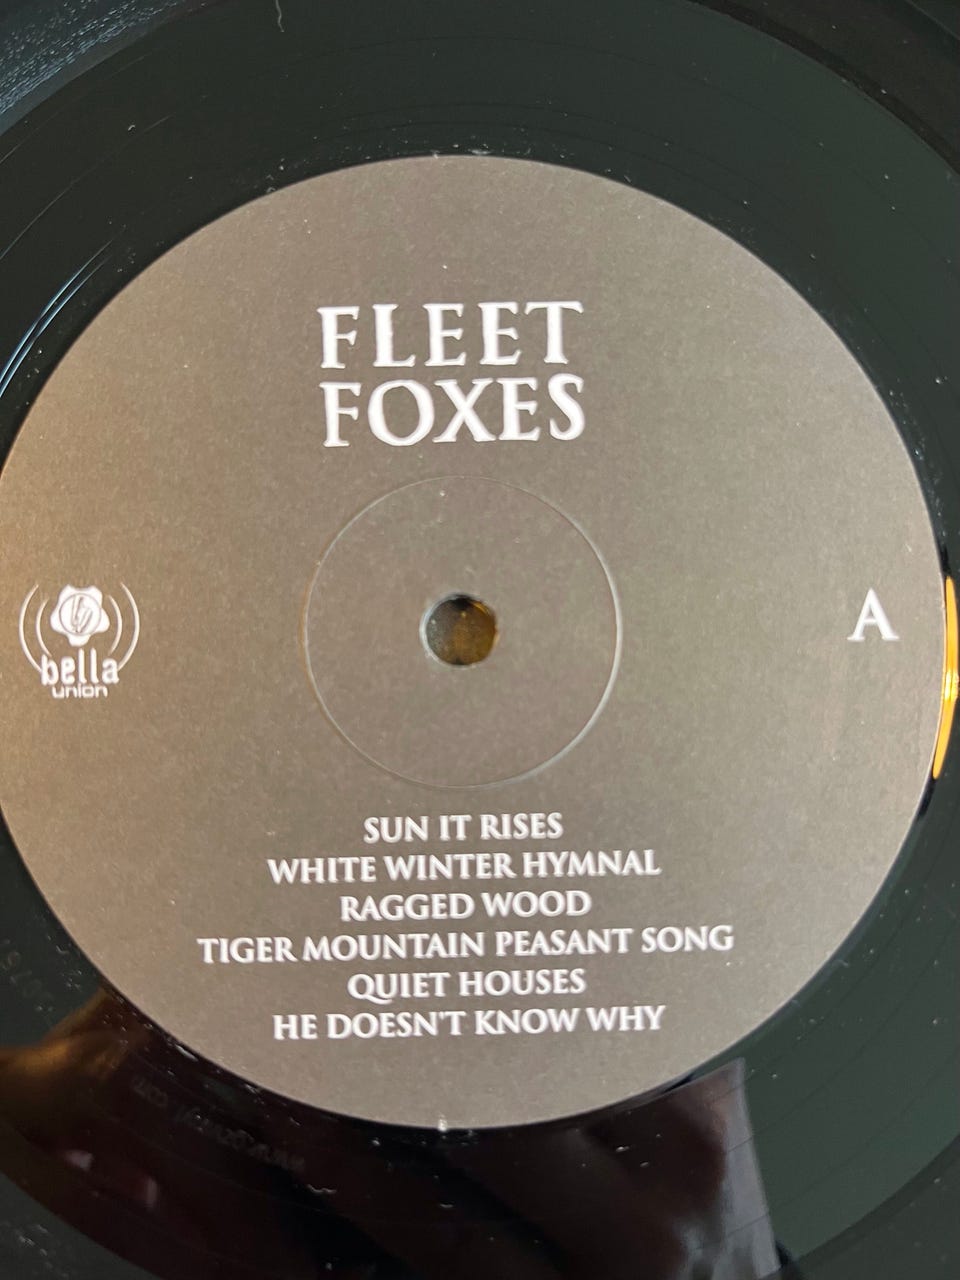 FLEET
FOXES
bella
union
A
SUN IT RISES
WHITE WINTER HYMNAL
RAGGED WOOD
TIGER MOUNTAIN PEASANT SONG
QUIET HOUSES
HE DOESN'T KNOW WHY